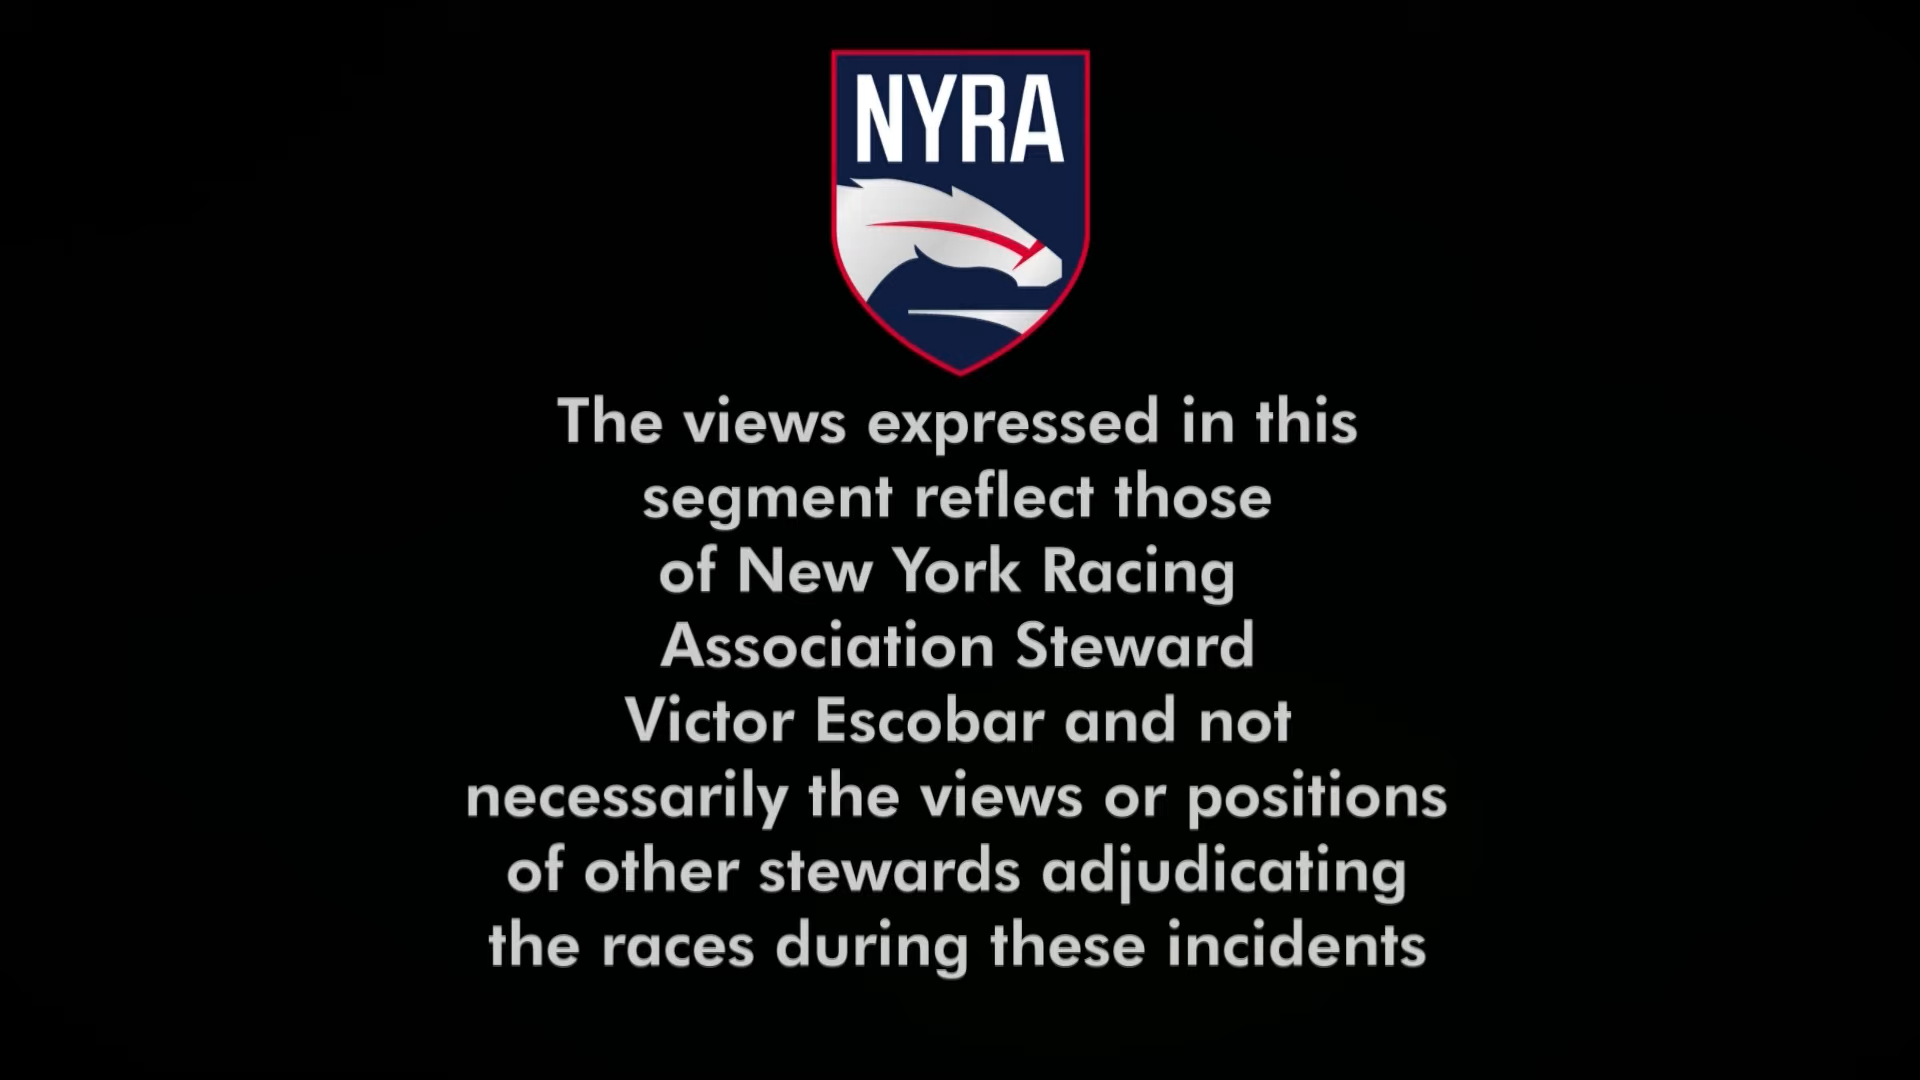 NYRA
The views expressed in this
segment reflect those
of New York Racing
Association Steward
Victor Escobar and not
necessarily the views or positions
of other stewards adjudicating
the races during these incidents